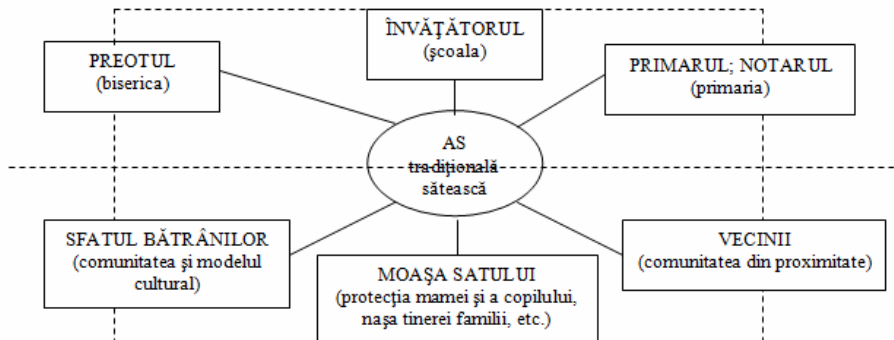 ÎNVĂŢĂTORUL
(şcoala)
PREOTUL
(biserica)
PRIMARUL; NOTARUL
(primaria)
AS
tradiţională
sătească
SFATUL BĂTRÂNILOR
(comunitatea şi modelul
cultural)
MOAŞA SATULUI
(protecţia mamei şi a copilului,
naşa tinerei familii, etc.)
VECINII
(comunitatea din proximitate)